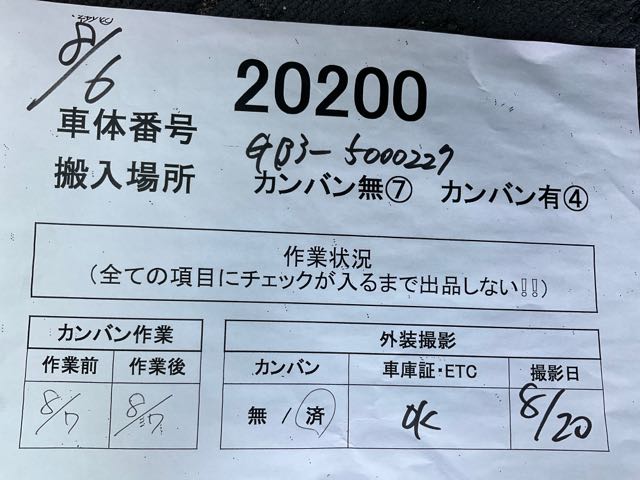 8/6
20200
車体番号
GB3-5000227
搬入場所 カンバン無⑦ カンバン有④
作業状況
(全ての項目にチェックが入るまで出品しない!!)
カンバン作業
作業前 作業後
8/7 8/7
外装撮影
カンバン 車庫証・ETC 撮影日
無 / 済 OK 8/20